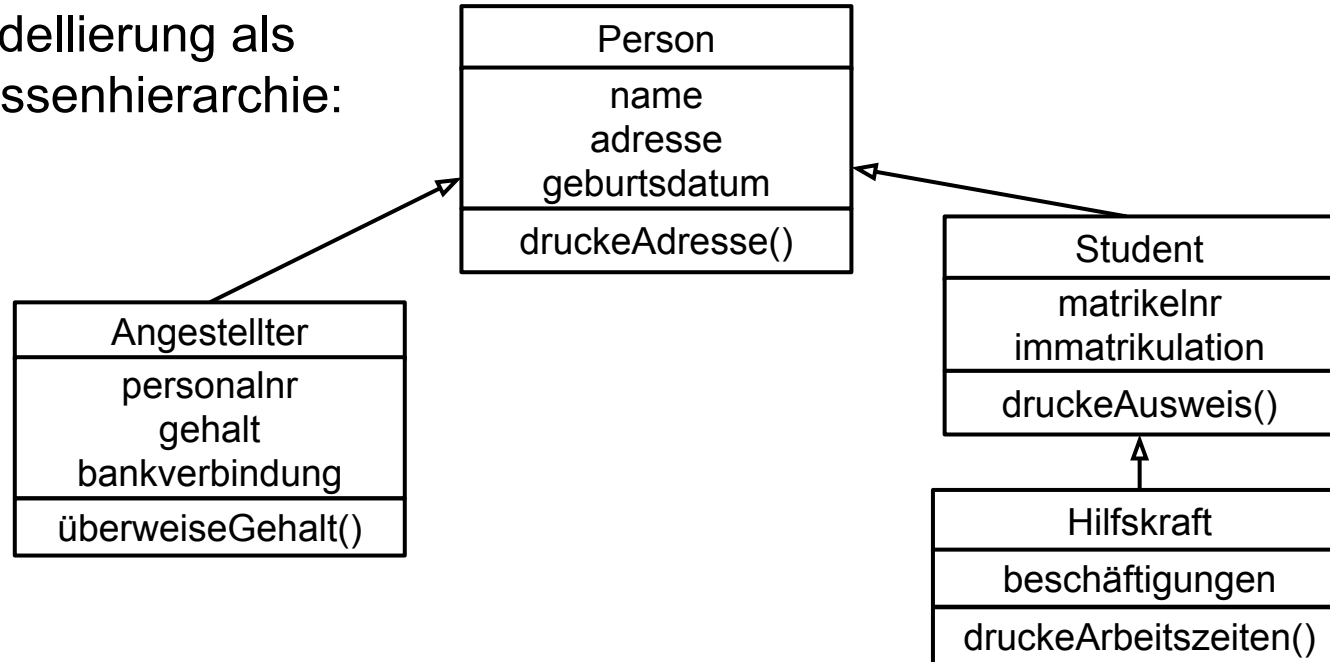 dellierung als
ssenhierarchie:
Person
name
adresse
geburtsdatum
druckeAdresse()
Angestellter
personalnr
gehalt
bankverbindung
überweiseGehalt()
Student
matrikelnr
immatrikulation
druckeAusweis()
Hilfskraft
beschäftigungen
druckeArbeitszeiten()